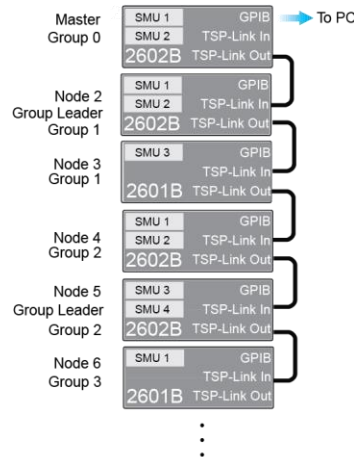 Master
Group 0
SMU 1 GPIB
SMU 2 TSP-Link In
2602B TSP-Link Out
To PC
Node 2
Group Leader
Group 1
SMU 1 GPIB
SMU 2 TSP-Link In
2602B TSP-Link Out
Node 3
Group 1
SMU 3 GPIB
TSP-Link In
2601B TSP-Link Out
Node 4
Group 2
SMU 1 GPIB
SMU 2 TSP-Link In
2602B TSP-Link Out
Node 5
Group Leader
Group 2
SMU 3 GPIB
SMU 4 TSP-Link In
2602B TSP-Link Out
Node 6
Group 3
SMU 1 GPIB
TSP-Link In
2601B TSP-Link Out